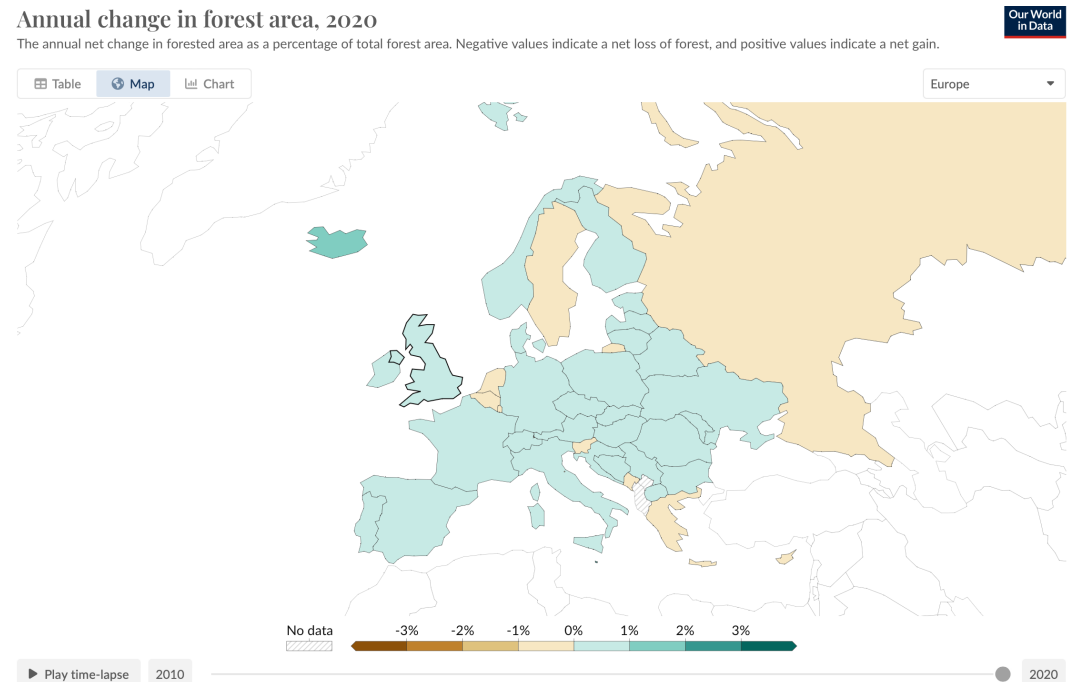 Annual change in forest area, 2020
Our World
in Data
The annual net change in forested area as a percentage of total forest area. Negative values indicate a net loss of forest, and positive values indicate a net gain.
Table Map Chart
Europe
No data -3% -2% -1% 0% 1% 2% 3%
Play time-lapse 2010 2020